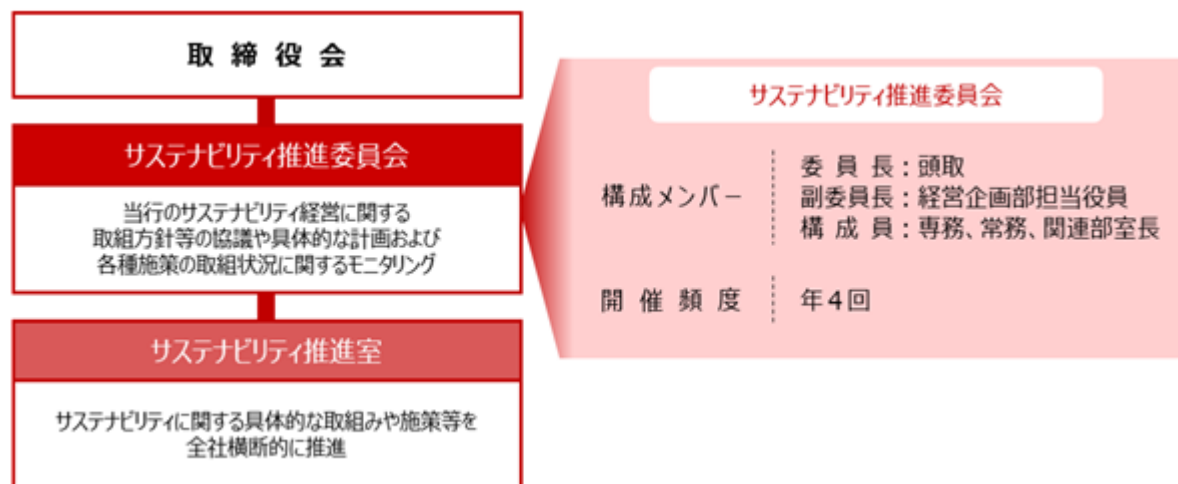 取締役会
サステナビリティ推進委員会
当行のサステナビリティ経営に関する
取組方針等の協議や具体的な計画および
各種施策の取組状況に関するモニタリング
サステナビリティ推進室
サステナビリティに関する具体的な取組みや施策等を
全社横断的に推進
サステナビリティ推進委員会
構成メンバー
委員長：頭取
副委員長：経営企画部担当役員
構成員：専務、常務、関連部室長
開催頻度
年4回